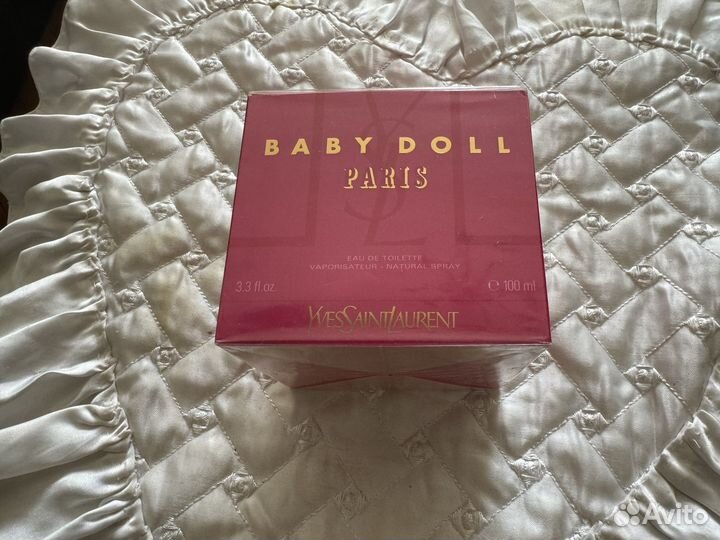 BABY DOLL
PARIS
EAU DE TOILETTE
VAPORISATEUR - NATURAL SPRAY
3.3 fl.oz. ℮ 100 ml
YVESSAINTLAURENT
Avito